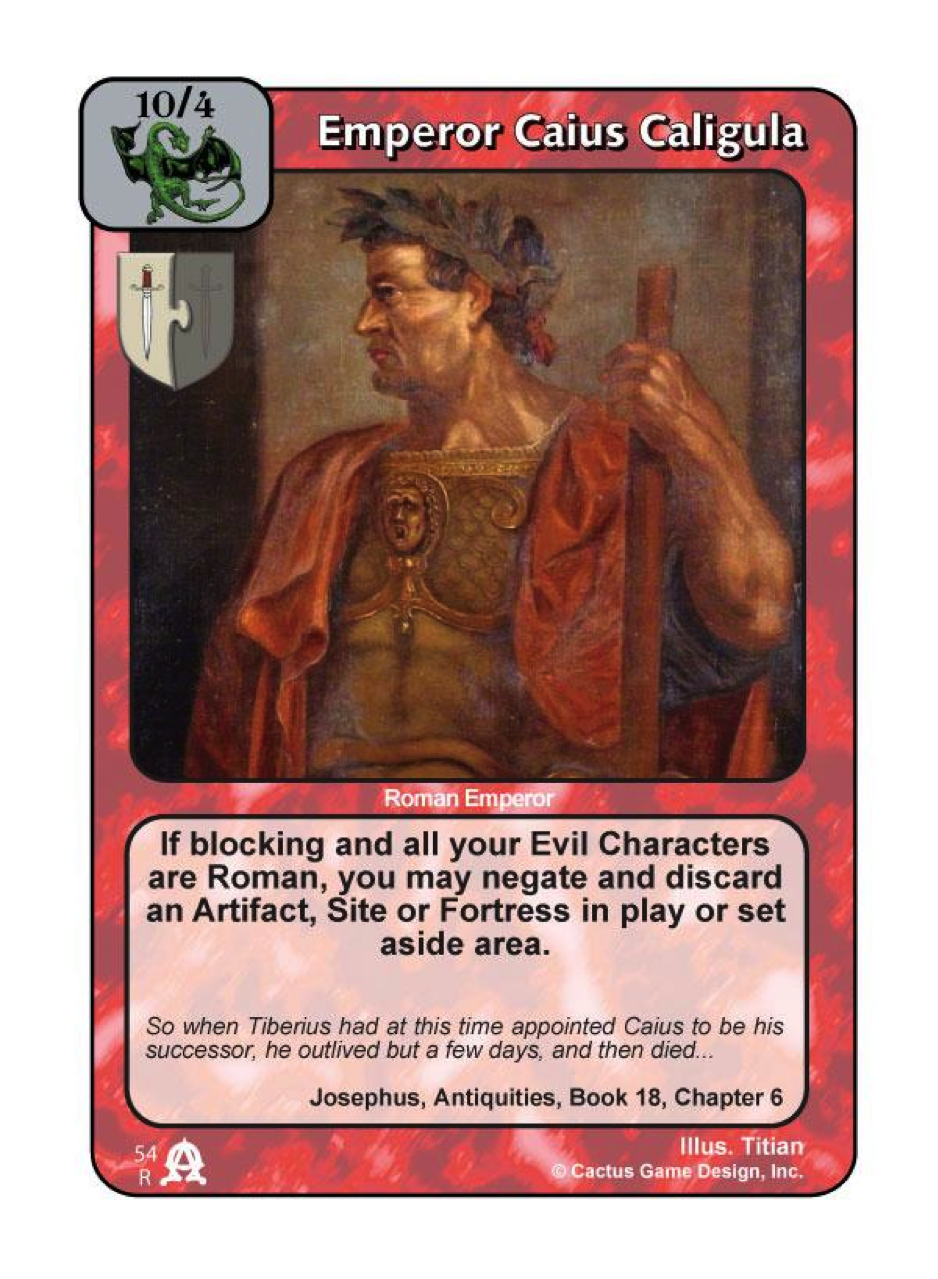 10/4
Emperor Caius Caligula
Roman Emperor
If blocking and all your Evil Characters
are Roman, you may negate and discard
an Artifact, Site or Fortress in play or set
aside area.
So when Tiberius had at this time appointed Caius to be his
successor, he outlived but a few days, and then died...
Josephus, Antiquities, Book 18, Chapter 6
54
R
Illus. Titian
© Cactus Game Design, Inc.